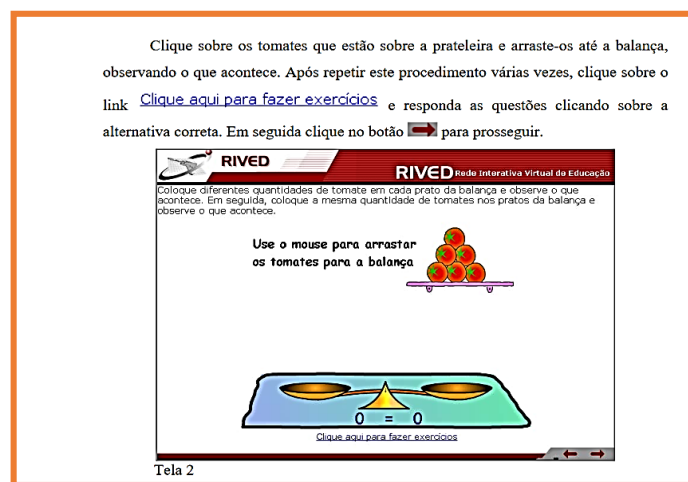 Clique sobre os tomates que estão sobre a prateleira e arraste-os até a balança,
observando o que acontece. Após repetir este procedimento várias vezes, clique sobre o
link Clique aqui para fazer exercícios e responda as questões clicando sobre a
alternativa correta. Em seguida clique no botão para prosseguir.
RIVED
RIVED Rede Interativa Virtual de Educação
Coloque diferentes quantidades de tomate em cada prato da balança e observe o que
acontece. Em seguida, coloque a mesma quantidade de tomates nos pratos da balança e
observe o que acontece.
Use o mouse para arrastar
os tomates para a balança
0 = 0
Clique aqui para fazer exercícios
Tela 2